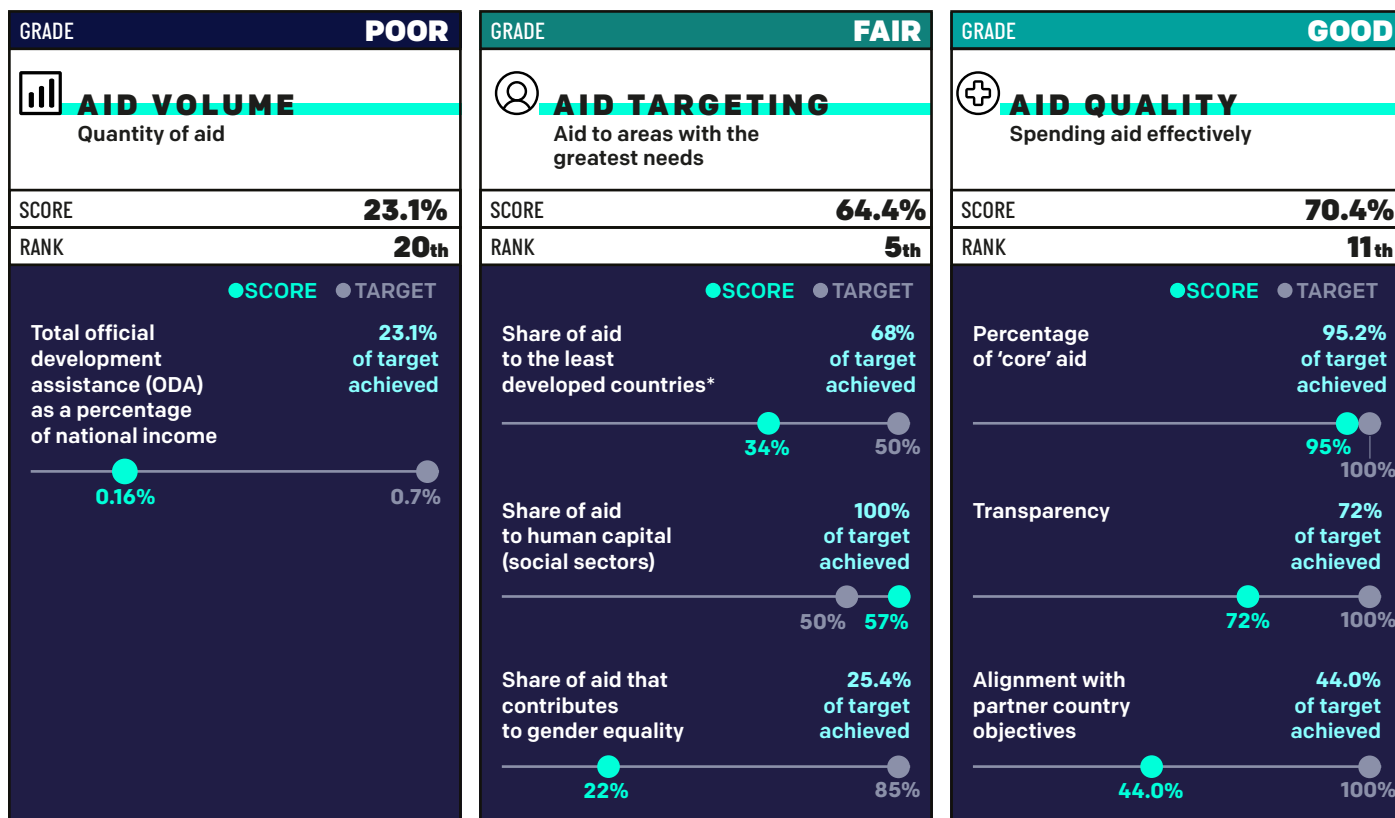 GRADE POOR
AID VOLUME
Quantity of aid
SCORE 23.1%
RANK 20th
SCORE TARGET
Total official 23.1%
development of target
assistance (ODA) achieved
as a percentage
of national income
0.16% 0.7%
GRADE FAIR
AID TARGETING
Aid to areas with the
greatest needs
SCORE 64.4%
RANK 5th
SCORE TARGET
Share of aid 68%
to the least of target
developed countries* achieved
34% 50%
Share of aid 100%
to human capital of target
(social sectors) achieved
50% 57%
Share of aid that 25.4%
contributes of target
to gender equality achieved
22% 85%
GRADE GOOD
AID QUALITY
Spending aid effectively
SCORE 70.4%
RANK 11th
SCORE TARGET
Percentage 95.2%
of ‘core’ aid of target
achieved
95%
100%
Transparency 72%
of target
achieved
72% 100%
Alignment with 44.0%
partner country of target
objectives achieved
44.0% 100%